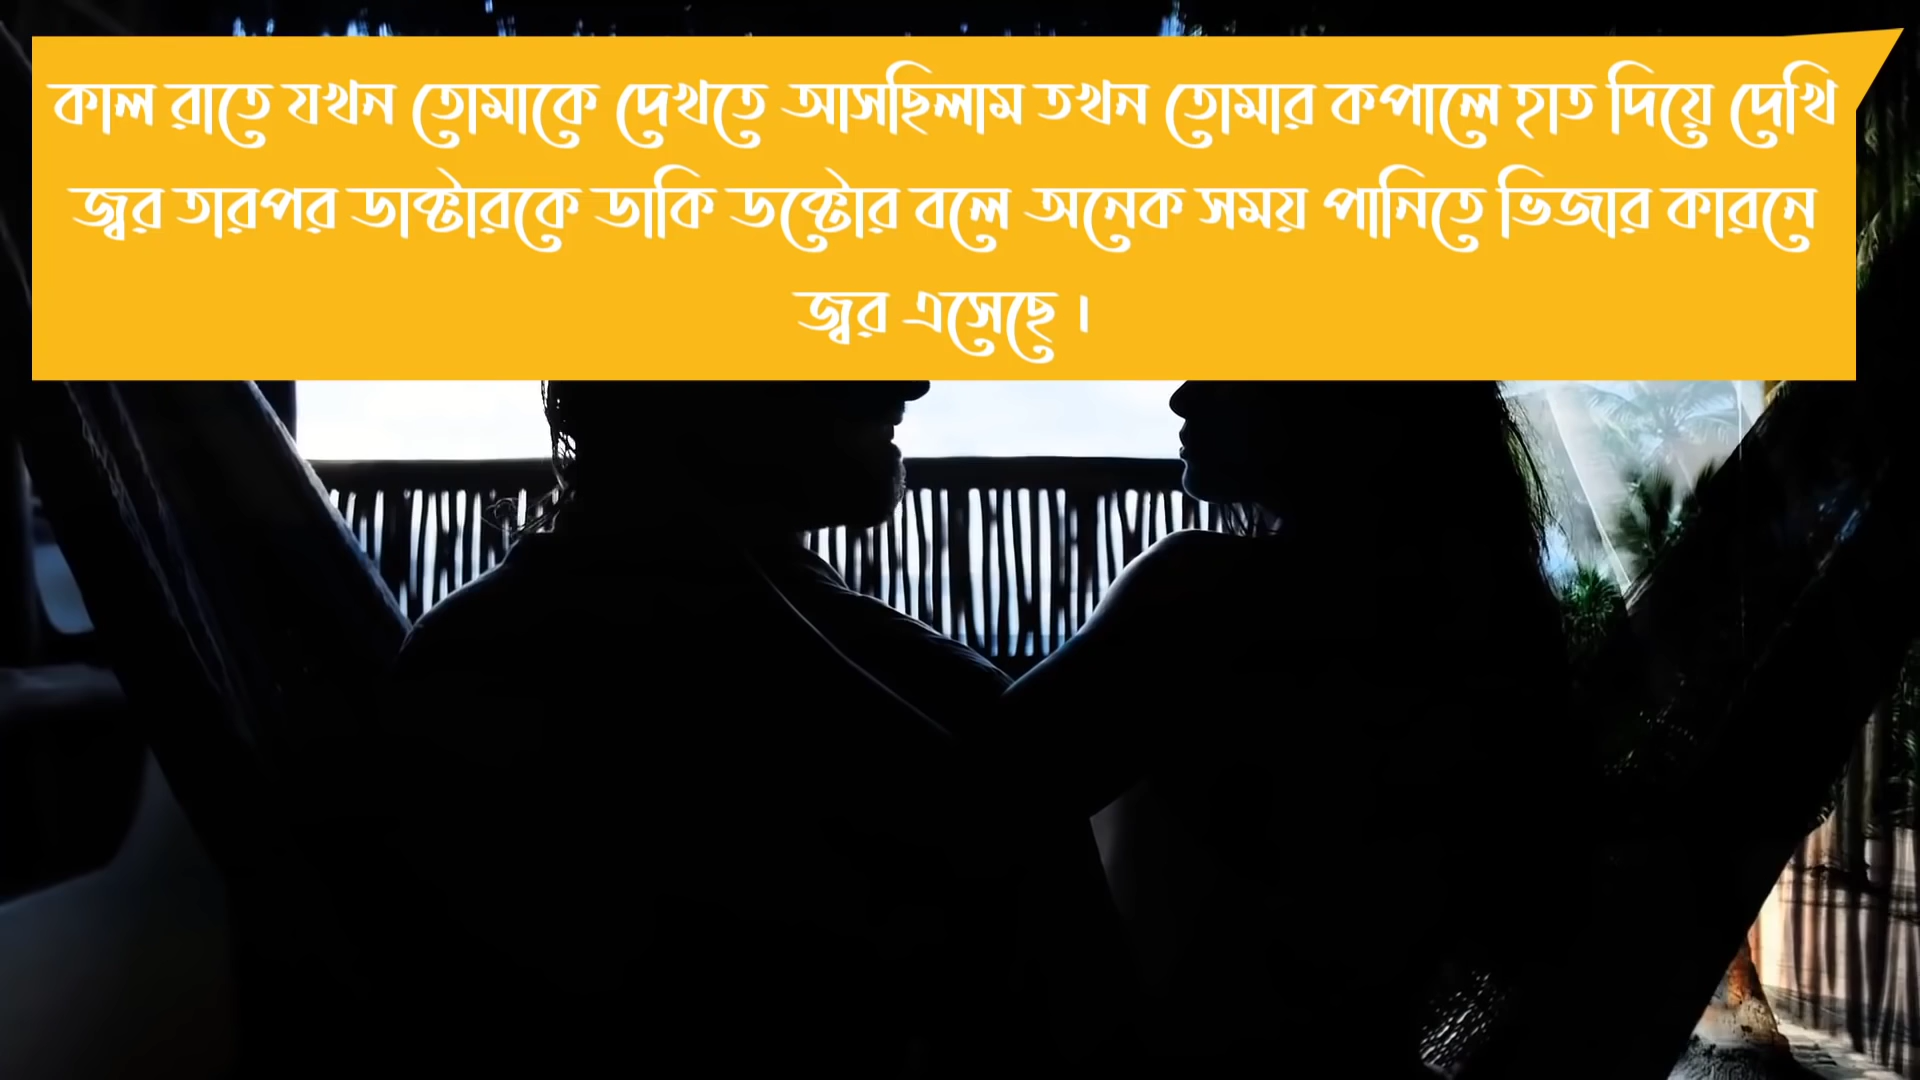 কাল রাতে যখন তোমাকে দেখতে আসছিলাম তখন তোমার কপালে হাত দিয়ে দেখি
জ্বর তারপর ডাক্টারকে ডাকি ডক্টোর বলে অনেক সময় পানিতে ভিজার কারনে
জ্বর এসেছে ।